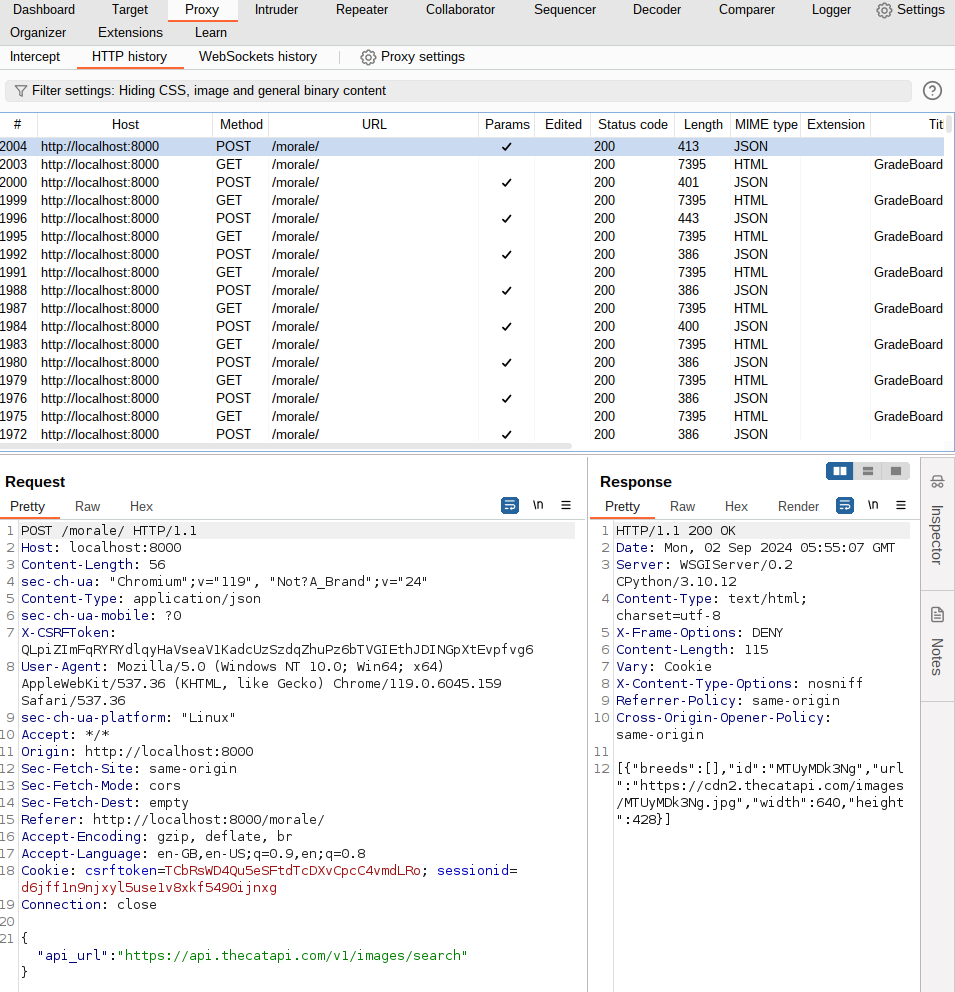 Dashboard Target Proxy Intruder Repeater Collaborator Sequencer Decoder Comparer Logger Settings
Organizer Extensions Learn
Intercept HTTP history WebSockets history Proxy settings
Filter settings: Hiding CSS, image and general binary content
# Host Method URL Params Edited Status code Length MIME type Extension Tit
2004 http://localhost:8000 POST /morale/ ✓ 200 413 JSON
2003 http://localhost:8000 GET /morale/ 200 7395 HTML GradeBoard
2000 http://localhost:8000 POST /morale/ ✓ 200 401 JSON
1999 http://localhost:8000 GET /morale/ 200 7395 HTML GradeBoard
1996 http://localhost:8000 POST /morale/ ✓ 200 443 JSON
1995 http://localhost:8000 GET /morale/ 200 7395 HTML GradeBoard
1992 http://localhost:8000 POST /morale/ ✓ 200 386 JSON
1991 http://localhost:8000 GET /morale/ 200 7395 HTML GradeBoard
1988 http://localhost:8000 POST /morale/ ✓ 200 386 JSON
1987 http://localhost:8000 GET /morale/ 200 7395 HTML GradeBoard
1984 http://localhost:8000 POST /morale/ ✓ 200 400 JSON
1983 http://localhost:8000 GET /morale/ 200 7395 HTML GradeBoard
1980 http://localhost:8000 POST /morale/ ✓ 200 386 JSON
1979 http://localhost:8000 GET /morale/ 200 7395 HTML GradeBoard
1976 http://localhost:8000 POST /morale/ ✓ 200 386 JSON
1975 http://localhost:8000 GET /morale/ 200 7395 HTML GradeBoard
1972 http://localhost:8000 POST /morale/ ✓ 200 386 JSON
Request
Pretty Raw Hex \n
1 POST /morale/ HTTP/1.1
2 Host: localhost:8000
3 Content-Length: 56
4 sec-ch-ua: "Chromium";v="119", "Not?A_Brand";v="24"
5 Content-Type: application/json
6 sec-ch-ua-mobile: ?0
7 X-CSRFToken:
QLpiZImFqRYRYdlqyHaVseaV1KadcUzSzdqZhuPz6bTVGIEthJDINGpXtEvpfvg6
8 User-Agent: Mozilla/5.0 (Windows NT 10.0; Win64; x64)
AppleWebKit/537.36 (KHTML, like Gecko) Chrome/119.0.6045.159
Safari/537.36
9 sec-ch-ua-platform: "Linux"
10 Accept: */*
11 Origin: http://localhost:8000
12 Sec-Fetch-Site: same-origin
13 Sec-Fetch-Mode: cors
14 Sec-Fetch-Dest: empty
15 Referer: http://localhost:8000/morale/
16 Accept-Encoding: gzip, deflate, br
17 Accept-Language: en-GB,en-US;q=0.9,en;q=0.8
18 Cookie: csrftoken=TCbRsWD4Qu5eSFtdTcDXvCpcC4vmdLRo; sessionid=
d6jff1n9njxyl5use1v8xkf5490ijnxg
19 Connection: close
20
21 {
"api_url":"https://api.thecatapi.com/v1/images/search"
}
Response
Pretty Raw Hex Render \n
1 HTTP/1.1 200 OK
2 Date: Mon, 02 Sep 2024 05:55:07 GMT
3 Server: WSGIServer/0.2
CPython/3.10.12
4 Content-Type: text/html;
charset=utf-8
5 X-Frame-Options: DENY
6 Content-Length: 115
7 Vary: Cookie
8 X-Content-Type-Options: nosniff
9 Referrer-Policy: same-origin
10 Cross-Origin-Opener-Policy:
same-origin
11
12 [{"breeds":[],"id":"MTUyMDk3Ng","url
":"https://cdn2.thecatapi.com/images
/MTUyMDk3Ng.jpg","width":640,"height
":428}]
Inspector
Notes